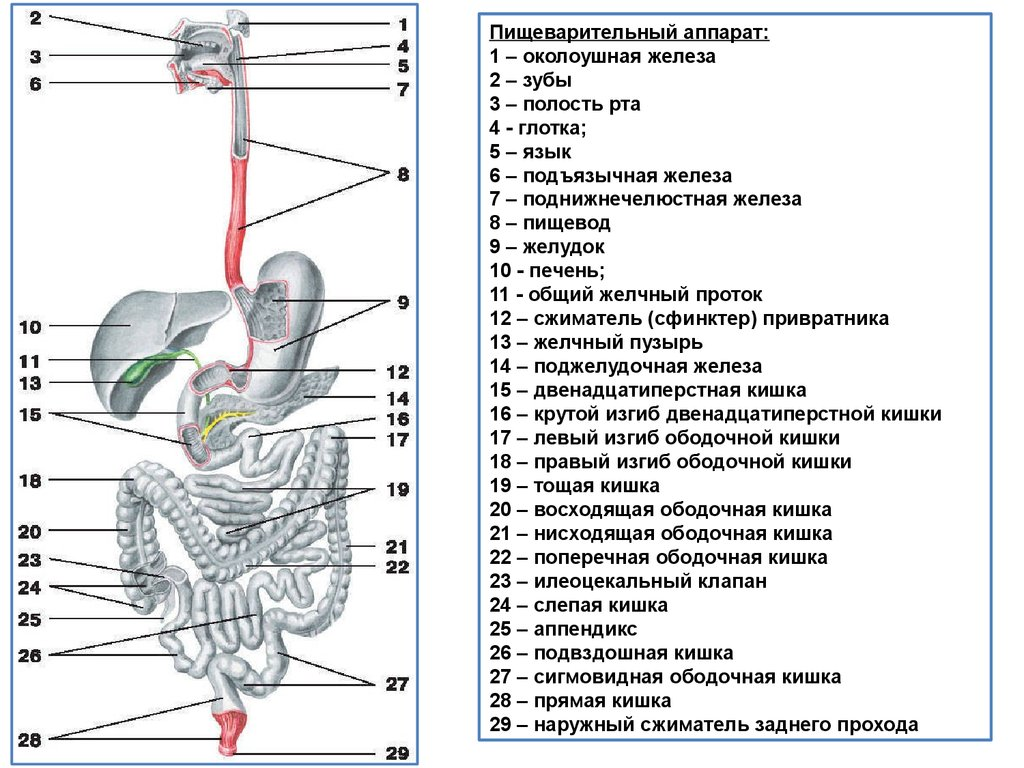 2
3
6
1
4
5
7
8
9
10
11
13
12
14
15
16
17
18
19
20
21
22
23
24
25
26
27
28
29
Пищеварительный аппарат:
1 – околоушная железа
2 – зубы
3 – полость рта
4 - глотка;
5 – язык
6 – подъязычная железа
7 – поднижнечелюстная железа
8 – пищевод
9 – желудок
10 - печень;
11 - общий желчный проток
12 – сжиматель (сфинктер) привратника
13 – желчный пузырь
14 – поджелудочная железа
15 – двенадцатиперстная кишка
16 – крутой изгиб двенадцатиперстной кишки
17 – левый изгиб ободочной кишки
18 – правый изгиб ободочной кишки
19 – тощая кишка
20 – восходящая ободочная кишка
21 – нисходящая ободочная кишка
22 – поперечная ободочная кишка
23 – илеоцекальный клапан
24 – слепая кишка
25 – аппендикс
26 – подвздошная кишка
27 – сигмовидная ободочная кишка
28 – прямая кишка
29 – наружный сжиматель заднего прохода